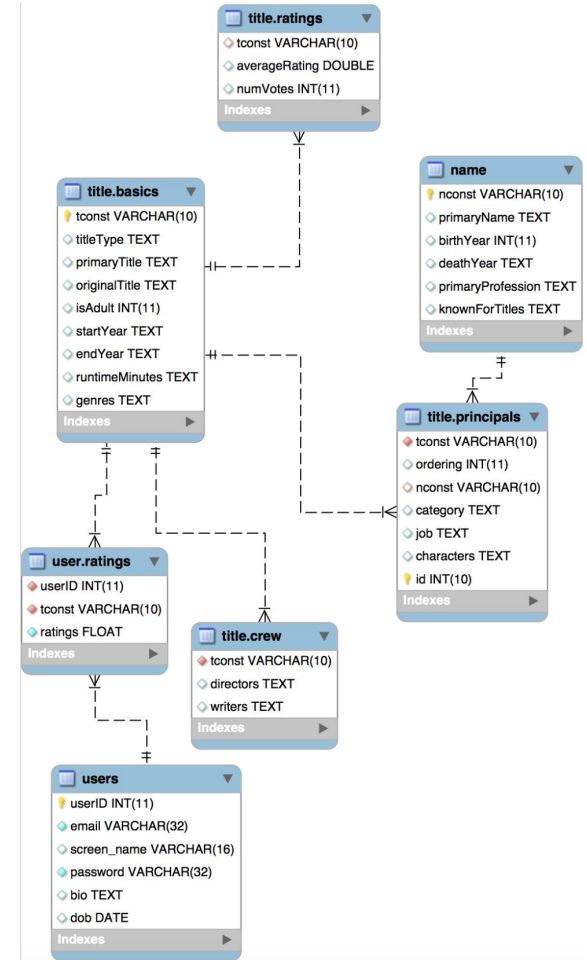 title.ratings
tconst VARCHAR(10)
averageRating DOUBLE
numVotes INT(11)
Indexes
title.basics
tconst VARCHAR(10)
titleType TEXT
primaryTitle TEXT
originalTitle TEXT
isAdult INT(11)
startYear TEXT
endYear TEXT
runtimeMinutes TEXT
genres TEXT
Indexes
name
nconst VARCHAR(10)
primaryName TEXT
birthYear INT(11)
deathYear TEXT
primaryProfession TEXT
knownForTitles TEXT
Indexes
title.principals
tconst VARCHAR(10)
ordering INT(11)
nconst VARCHAR(10)
category TEXT
job TEXT
characters TEXT
id INT(10)
Indexes
user.ratings
userID INT(11)
tconst VARCHAR(10)
ratings FLOAT
Indexes
title.crew
tconst VARCHAR(10)
directors TEXT
writers TEXT
Indexes
users
userID INT(11)
email VARCHAR(32)
screen_name VARCHAR(16)
password VARCHAR(32)
bio TEXT
dob DATE
Indexes